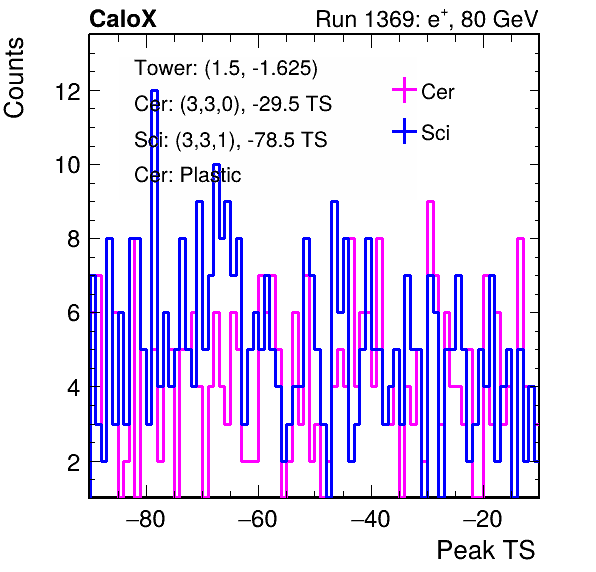 CaloX Run 1369: e⁺, 80 GeV
Counts
Tower: (1.5, -1.625)
Cer: (3,3,0), -29.5 TS
Sci: (3,3,1), -78.5 TS
Cer: Plastic
Cer
Sci
12
10
8
6
4
2
−80 −60 −40 −20
Peak TS